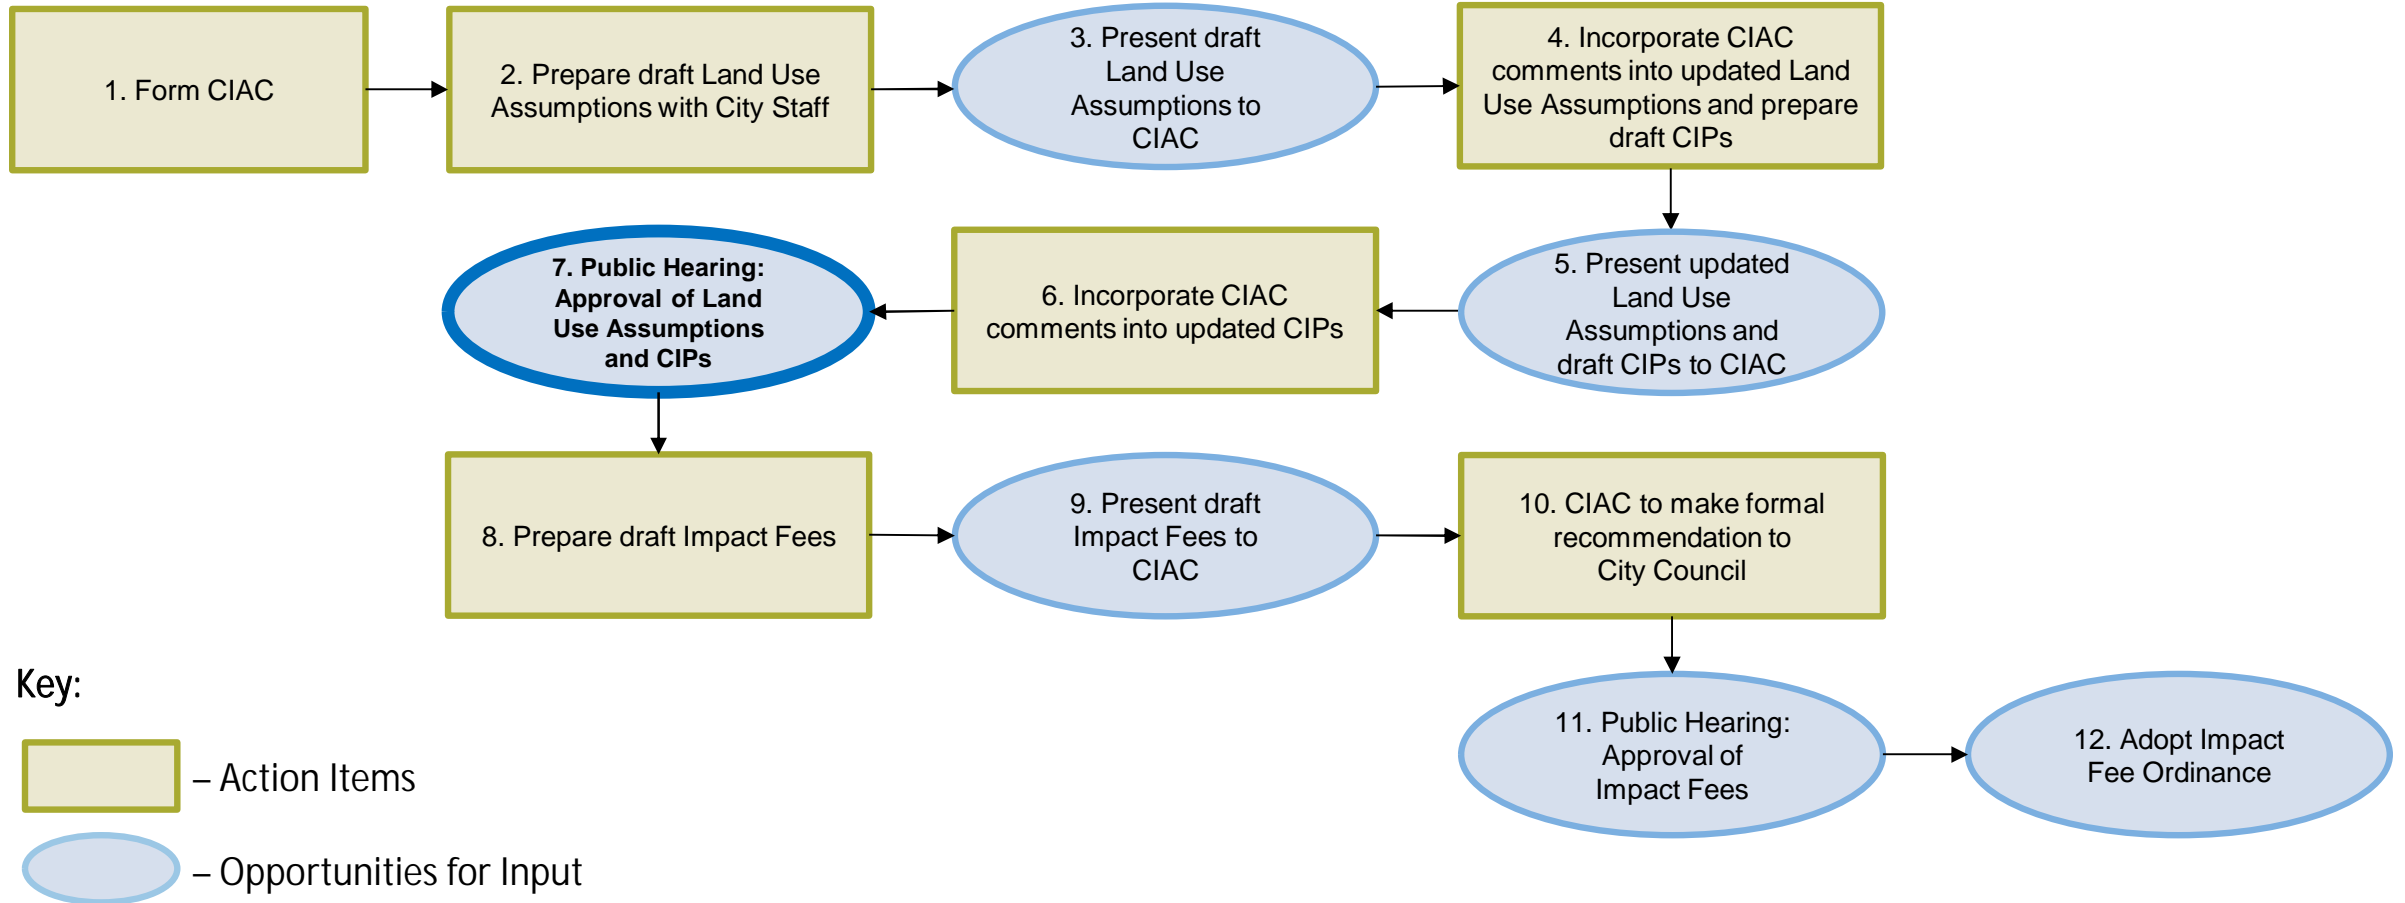 1. Form CIAC
2. Prepare draft Land Use
Assumptions with City Staff
3. Present draft
Land Use
Assumptions to
CIAC
4. Incorporate CIAC
comments into updated Land
Use Assumptions and prepare
draft CIPs
5. Present updated
Land Use
Assumptions and
draft CIPs to CIAC
6. Incorporate CIAC
comments into updated CIPs
7. Public Hearing:
Approval of Land
Use Assumptions
and CIPs
8. Prepare draft Impact Fees
9. Present draft
Impact Fees to
CIAC
10. CIAC to make formal
recommendation to
City Council
11. Public Hearing:
Approval of
Impact Fees
12. Adopt Impact
Fee Ordinance
Key:
– Action Items
– Opportunities for Input